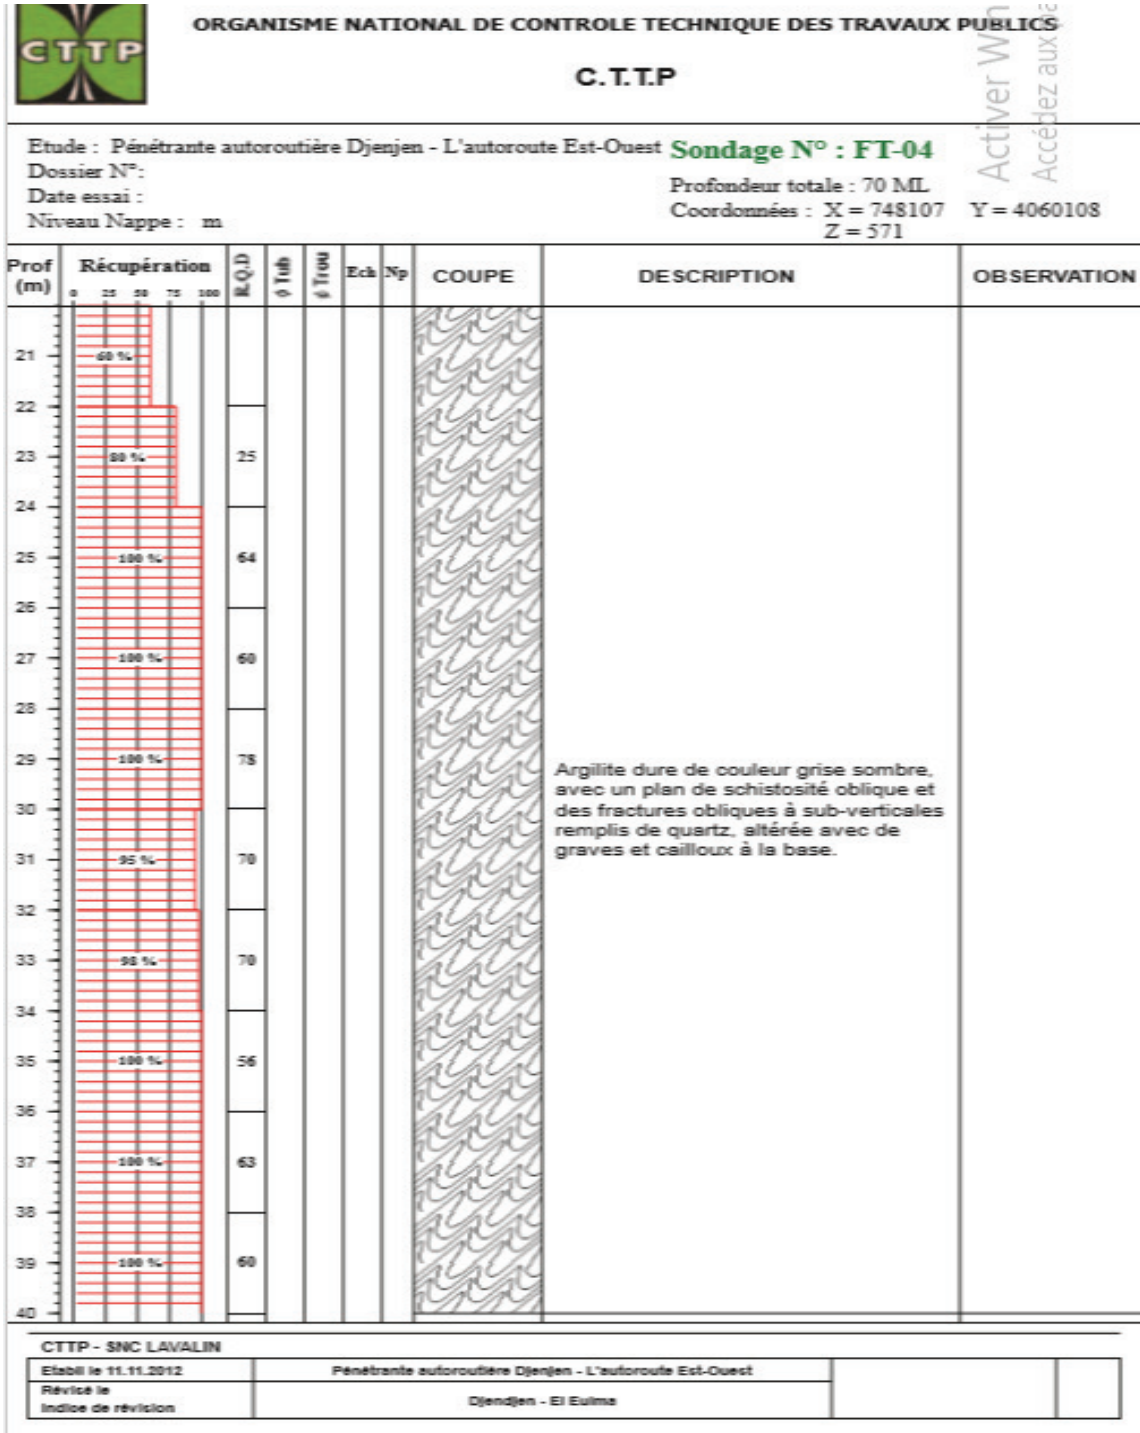 ORGANISME NATIONAL DE CONTROLE TECHNIQUE DES TRAVAUX PUBLICS
CTTP
C.T.T.P
Activer Win
Accédez aux pa
Etude : Pénétrante autoroutière Djenjen - L'autoroute Est-Ouest
Sondage N° : FT-04
Dossier N°:
Profondeur totale : 70 ML
Date essai :
Coordonnées : X = 748107 Y = 4060108
Niveau Nappe : m
Z = 571
Prof (m) Récupération R.Q.D ϕ Tub ϕ Trou Ech Np COUPE DESCRIPTION OBSERVATION
0 25 50 75 100
21 60 %
22
23 80 % 25
24
25 100 % 64
26
27 100 % 60
28
29 100 % 78
Argilite dure de couleur grise sombre,
avec un plan de schistosité oblique et
des fractures obliques à sub-verticales
remplis de quartz, altérée avec de
graves et cailloux à la base.
30
31 95 % 70
32
33 98 % 70
34
35 100 % 56
36
37 100 % 63
38
39 100 % 60
40
CTTP - SNC LAVALIN
Etabli le 11.11.2012
Pénétrante autoroutière Djenjen - L'autoroute Est-Ouest
Révisé le
Indice de révision
Djendjen - El Eulma